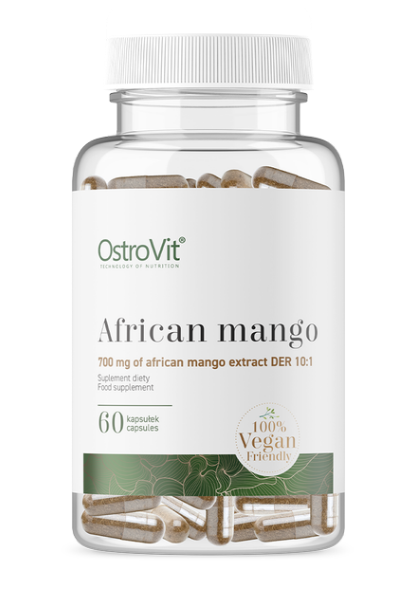 OstroVit®
TECHNOLOGY OF NUTRITION
African mango
700 mg of african mango extract DER 10:1
Suplement diety
Food supplement
60 kapsułek
capsules
100%
Vegan
Friendly